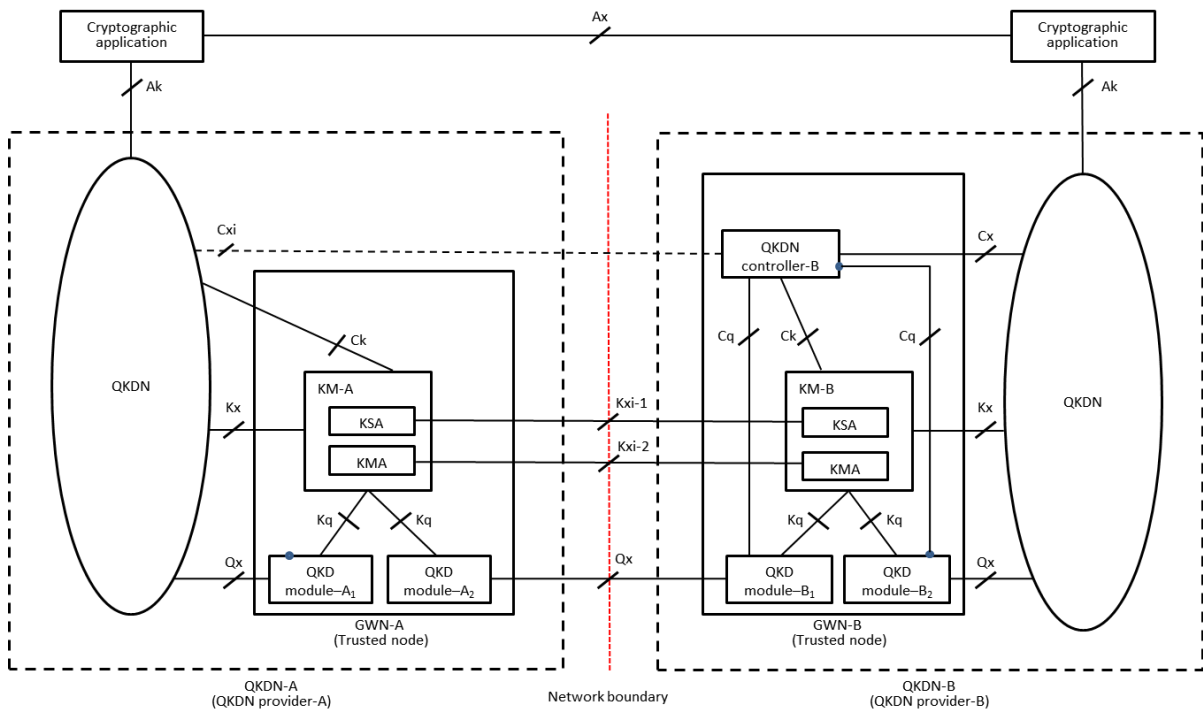 Cryptographic
application
Ax
Cryptographic
application
Ak
Ak
Cxi
QKDN
controller-B
Cx
Ck
Cq
Ck
Cq
QKDN
KM-A
KM-B
QKDN
Kx
KSA
Kxi-1
KSA
Kx
KMA
Kxi-2
KMA
Kq
Kq
Kq
Kq
Qx
QKD
module–A1
QKD
module–A2
Qx
QKD
module–B1
QKD
module–B2
Qx
GWN-A
(Trusted node)
GWN-B
(Trusted node)
QKDN-A
(QKDN provider-A)
Network boundary
QKDN-B
(QKDN provider-B)